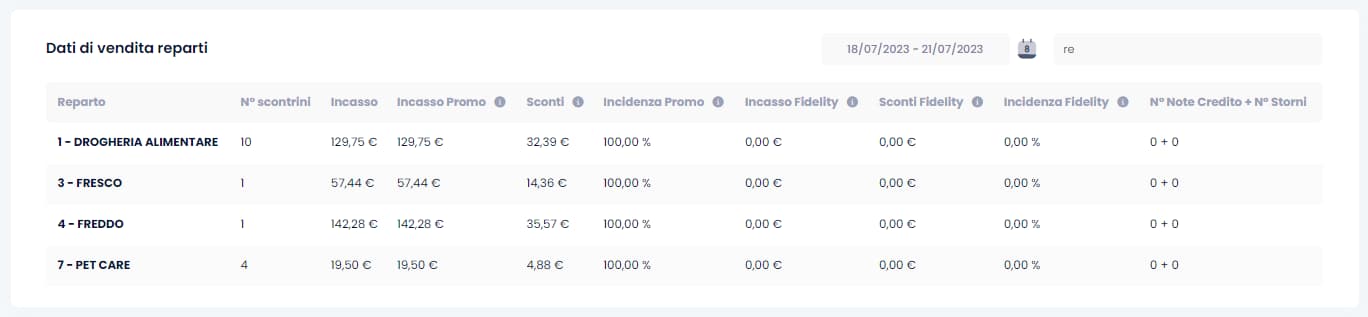 Dati di vendita reparti
18/07/2023 - 21/07/2023 8 re
Reparto N° scontrini Incasso Incasso Promo i Sconti i Incidenza Promo i Incasso Fidelity i Sconti Fidelity i Incidenza Fidelity i N° Note Credito + N° Storni
1 - DROGHERIA ALIMENTARE 10 129,75 € 129,75 € 32,39 € 100,00 % 0,00 € 0,00 € 0,00 % 0 + 0
3 - FRESCO 1 57,44 € 57,44 € 14,36 € 100,00 % 0,00 € 0,00 € 0,00 % 0 + 0
4 - FREDDO 1 142,28 € 142,28 € 35,57 € 100,00 % 0,00 € 0,00 € 0,00 % 0 + 0
7 - PET CARE 4 19,50 € 19,50 € 4,88 € 100,00 % 0,00 € 0,00 € 0,00 % 0 + 0